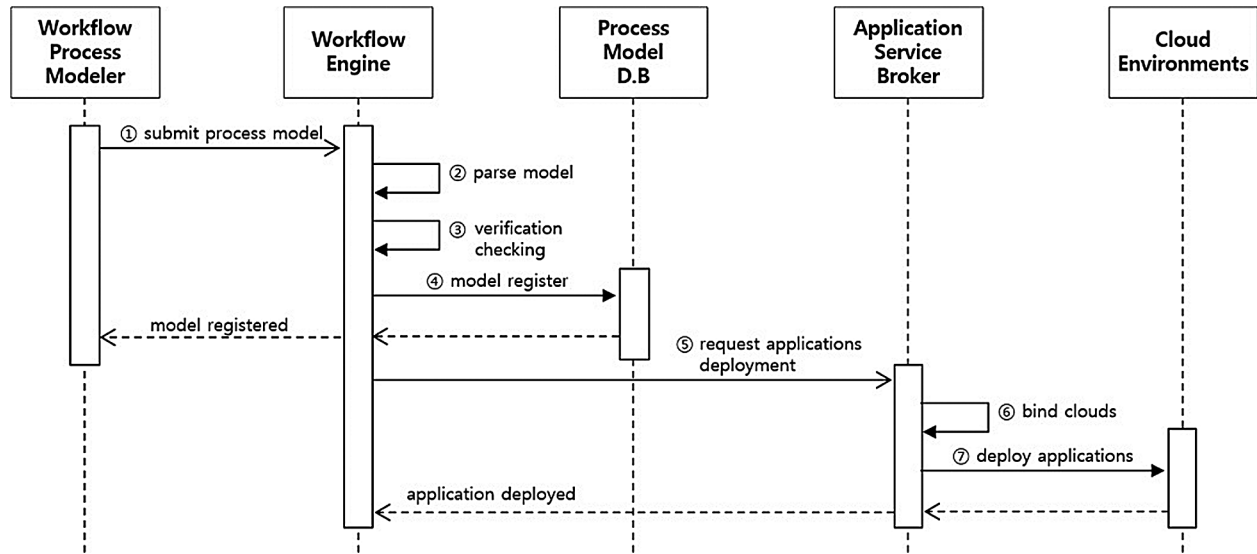 Workflow
Process
Modeler
Workflow
Engine
Process
Model
D.B
Application
Service
Broker
Cloud
Environments
① submit process model
② parse model
③ verification
checking
④ model register
model registered
⑤ request applications
deployment
⑥ bind clouds
⑦ deploy applications
application deployed